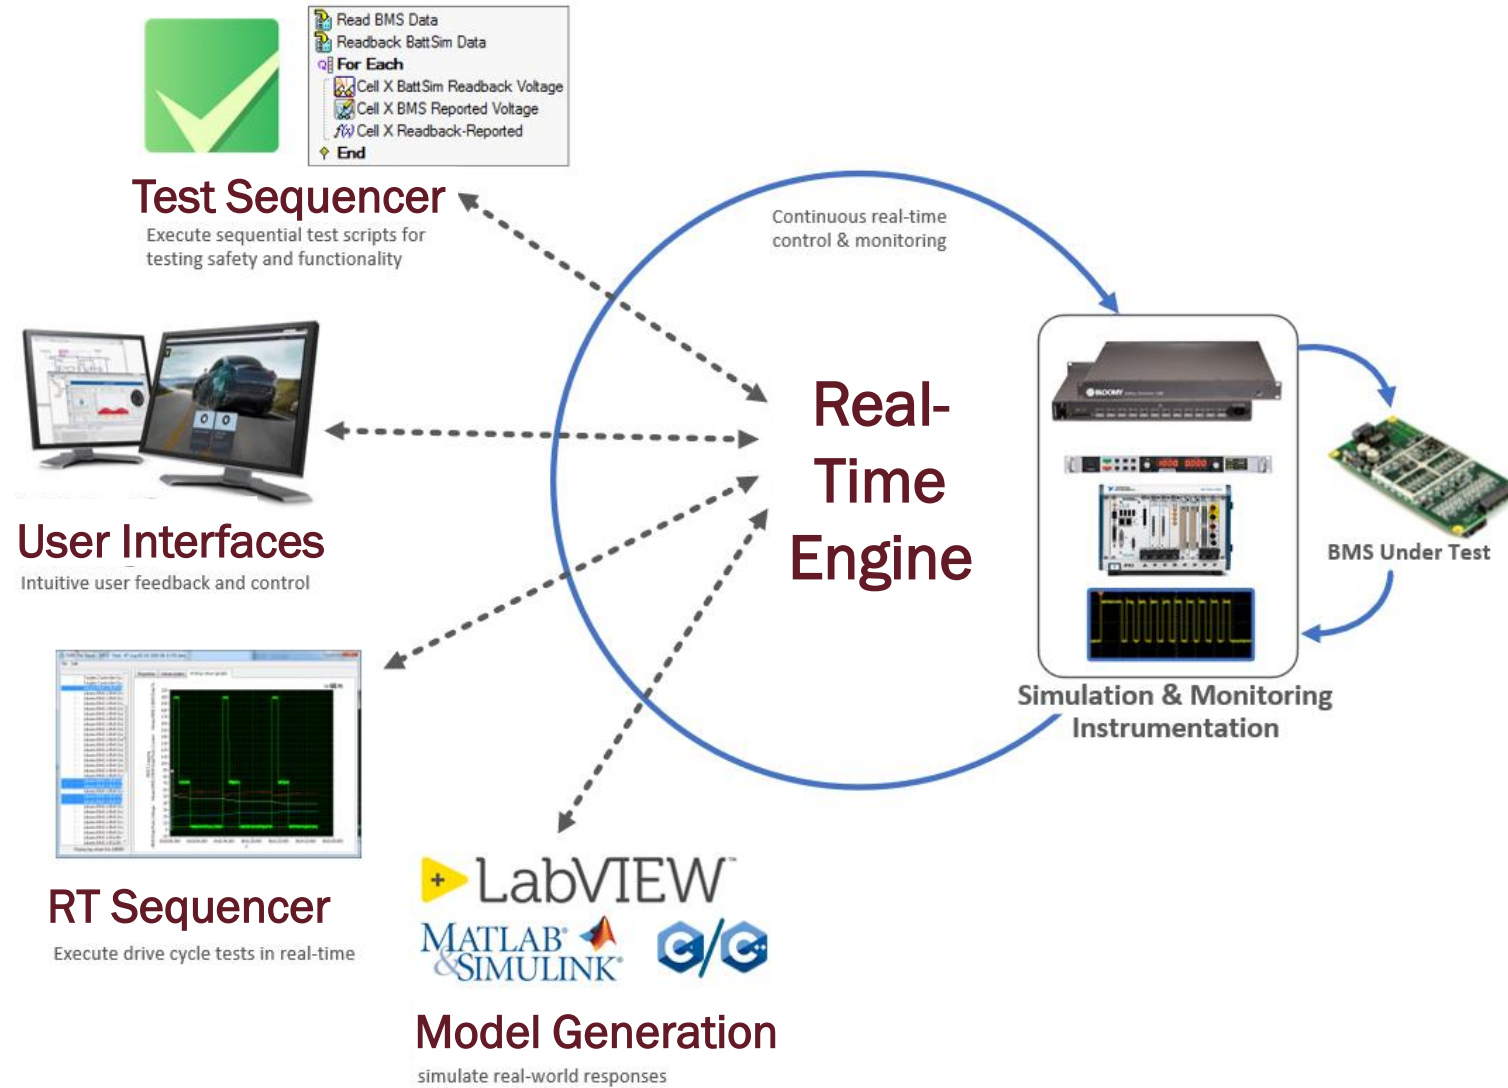 Read BMS Data
Readback BattSim Data
For Each
Cell X BattSim Readback Voltage
Cell X BMS Reported Voltage
f(x) Cell X Readback-Reported
End
Test Sequencer
Execute sequential test scripts for
testing safety and functionality
Continuous real-time
control & monitoring
User Interfaces
Intuitive user feedback and control
Real-
Time
Engine
BLOOMY
BMS Under Test
Simulation & Monitoring
Instrumentation
RT Sequencer
Execute drive cycle tests in real-time
LabVIEW™
MATLAB®
&SIMULINK®
C/C++
Model Generation
simulate real-world responses